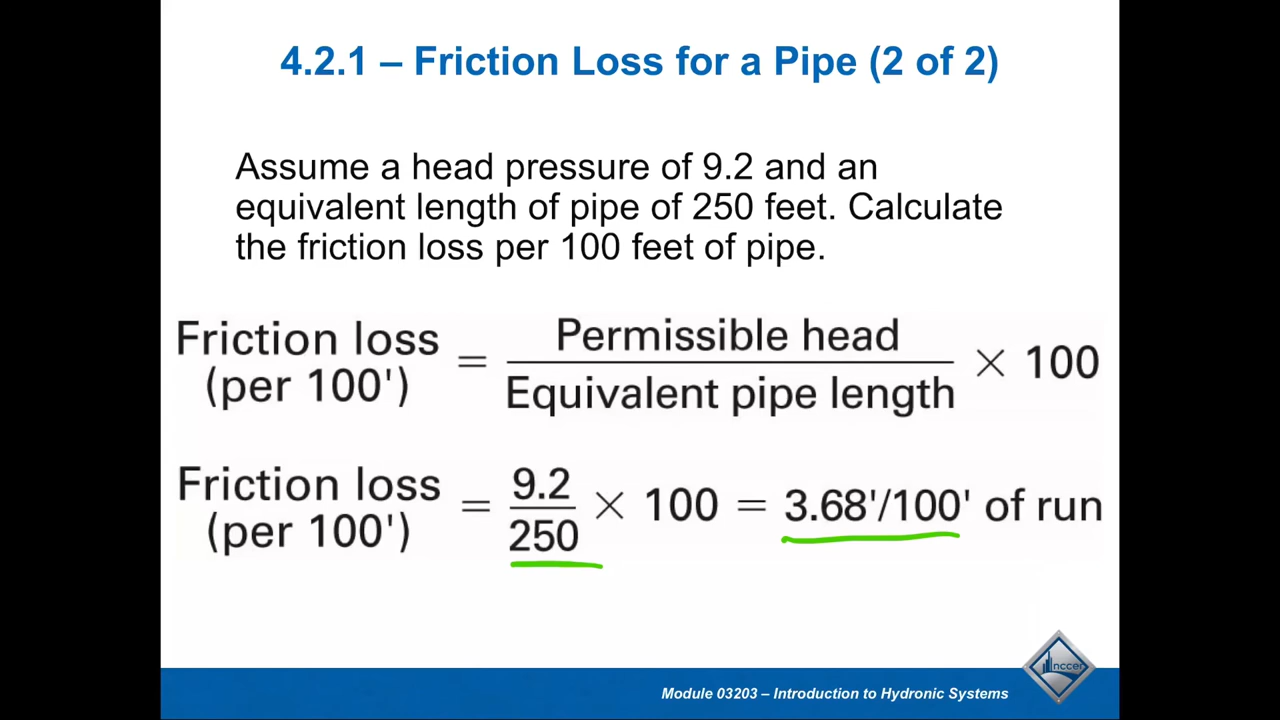 4.2.1 – Friction Loss for a Pipe (2 of 2)
Assume a head pressure of 9.2 and an
equivalent length of pipe of 250 feet. Calculate
the friction loss per 100 feet of pipe.
Friction loss (per 100') = Permissible head / Equivalent pipe length × 100
Friction loss (per 100') = 9.2 / 250 × 100 = 3.68'/100' of run
nccer
Module 03203 – Introduction to Hydronic Systems